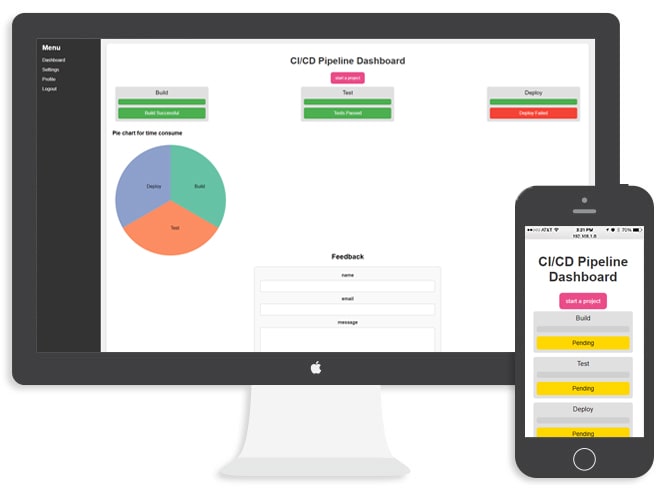 Menu
Dashboard
Settings
Profile
Logout
CI/CD Pipeline Dashboard
start a project
Build
Build Successful
Test
Tests Passed
Deploy
Deploy Failed
Pie chart for time consume
Deploy
Build
Test
Feedback
name
email
message
AT&T 3:21 PM 70%
192.168.1.6
CI/CD Pipeline
Dashboard
start a project
Build
Pending
Test
Pending
Deploy
Pending